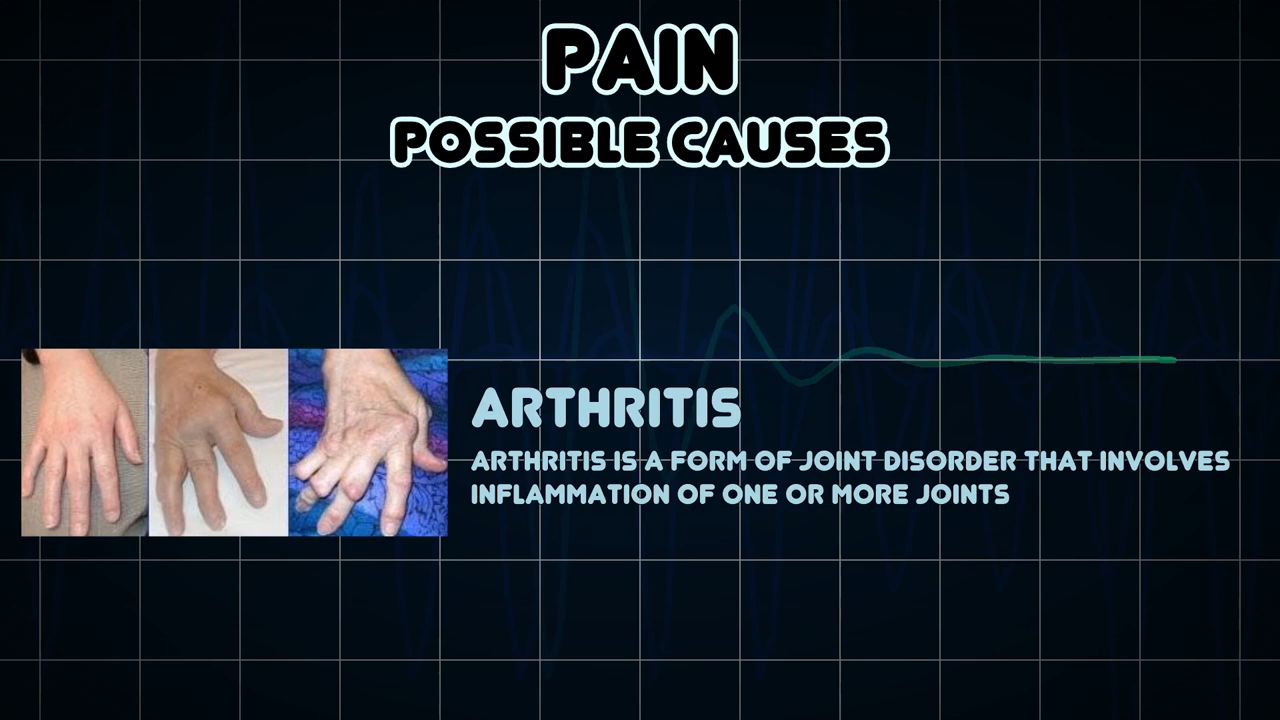 PAIN
POSSIBLE CAUSES
ARTHRITIS
ARTHRITIS IS A FORM OF JOINT DISORDER THAT INVOLVES
INFLAMMATION OF ONE OR MORE JOINTS